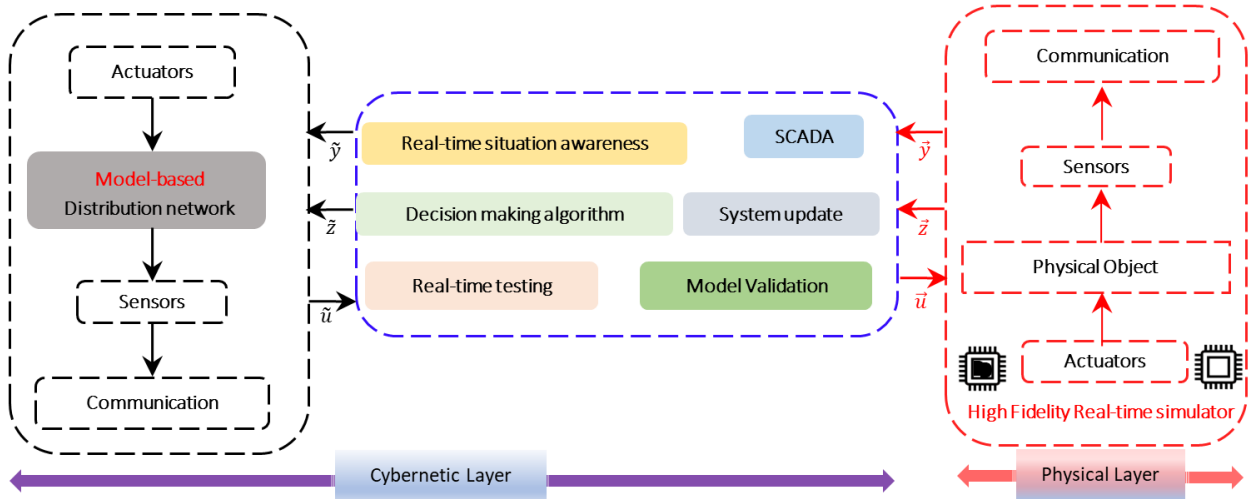 Actuators
Model-based
Distribution network
Sensors
Communication
ỹ
z̃
ũ
Real-time situation awareness
SCADA
Decision making algorithm
System update
Real-time testing
Model Validation
y⃗
z⃗
u⃗
Communication
Sensors
Physical Object
Actuators
High Fidelity Real-time simulator
Cybernetic Layer
Physical Layer